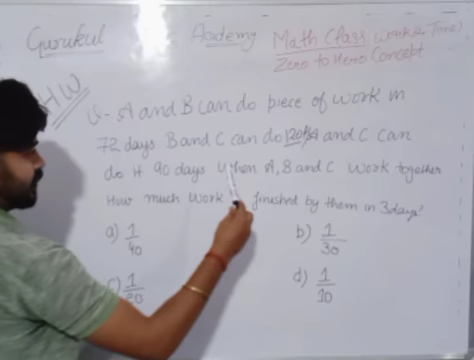 Gurukul Academy Math Class (Work & Time)
Zero to Hero Concept
HW
Q- A and B can do piece of work in
72 days B and C can do 120 A and C can
do it 90 days When A, B and C work together
How much work finished by them in 3 days?
a) 1/40
b) 1/30
c) 1/20
d) 1/10